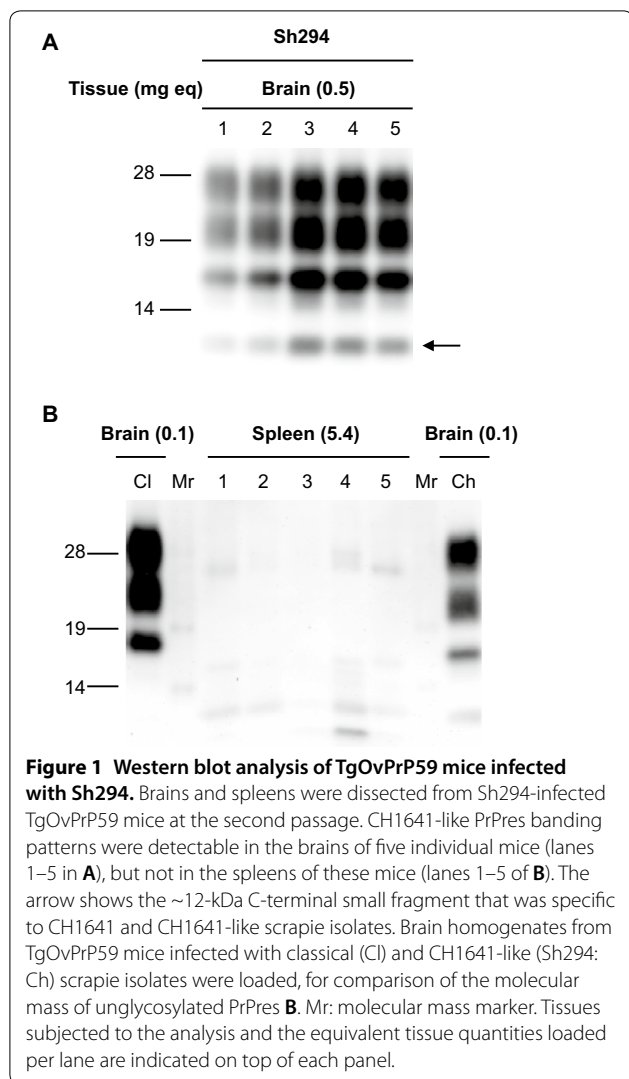 A
Sh294
Tissue (mg eq) Brain (0.5)
1 2 3 4 5
28
19
14
B
Brain (0.1) Spleen (5.4) Brain (0.1)
Cl Mr 1 2 3 4 5 Mr Ch
28
19
14
Figure 1 Western blot analysis of TgOvPrP59 mice infected
with Sh294. Brains and spleens were dissected from Sh294-infected
TgOvPrP59 mice at the second passage. CH1641-like PrPres banding
patterns were detectable in the brains of five individual mice (lanes
1–5 in A), but not in the spleens of these mice (lanes 1–5 of B). The
arrow shows the ~12-kDa C-terminal small fragment that was specific
to CH1641 and CH1641-like scrapie isolates. Brain homogenates from
TgOvPrP59 mice infected with classical (Cl) and CH1641-like (Sh294:
Ch) scrapie isolates were loaded, for comparison of the molecular
mass of unglycosylated PrPres B. Mr: molecular mass marker. Tissues
subjected to the analysis and the equivalent tissue quantities loaded
per lane are indicated on top of each panel.